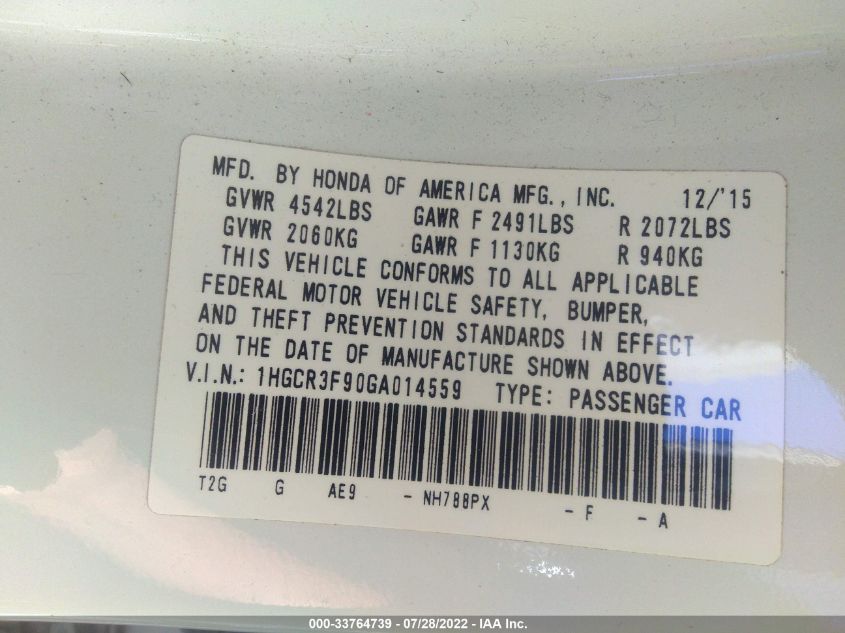 MFD. BY HONDA OF AMERICA MFG., INC. 12/'15
GVWR 4542LBS GAWR F 2491LBS R 2072LBS
GVWR 2060KG GAWR F 1130KG R 940KG
THIS VEHICLE CONFORMS TO ALL APPLICABLE
FEDERAL MOTOR VEHICLE SAFETY, BUMPER,
AND THEFT PREVENTION STANDARDS IN EFFECT
ON THE DATE OF MANUFACTURE SHOWN ABOVE.
V.I.N.: 1HGCR3F90GA014559 TYPE: PASSENGER CAR
T2G G AE9 - NH788PX - F - A
000-33764739 - 07/28/2022 - IAA Inc.